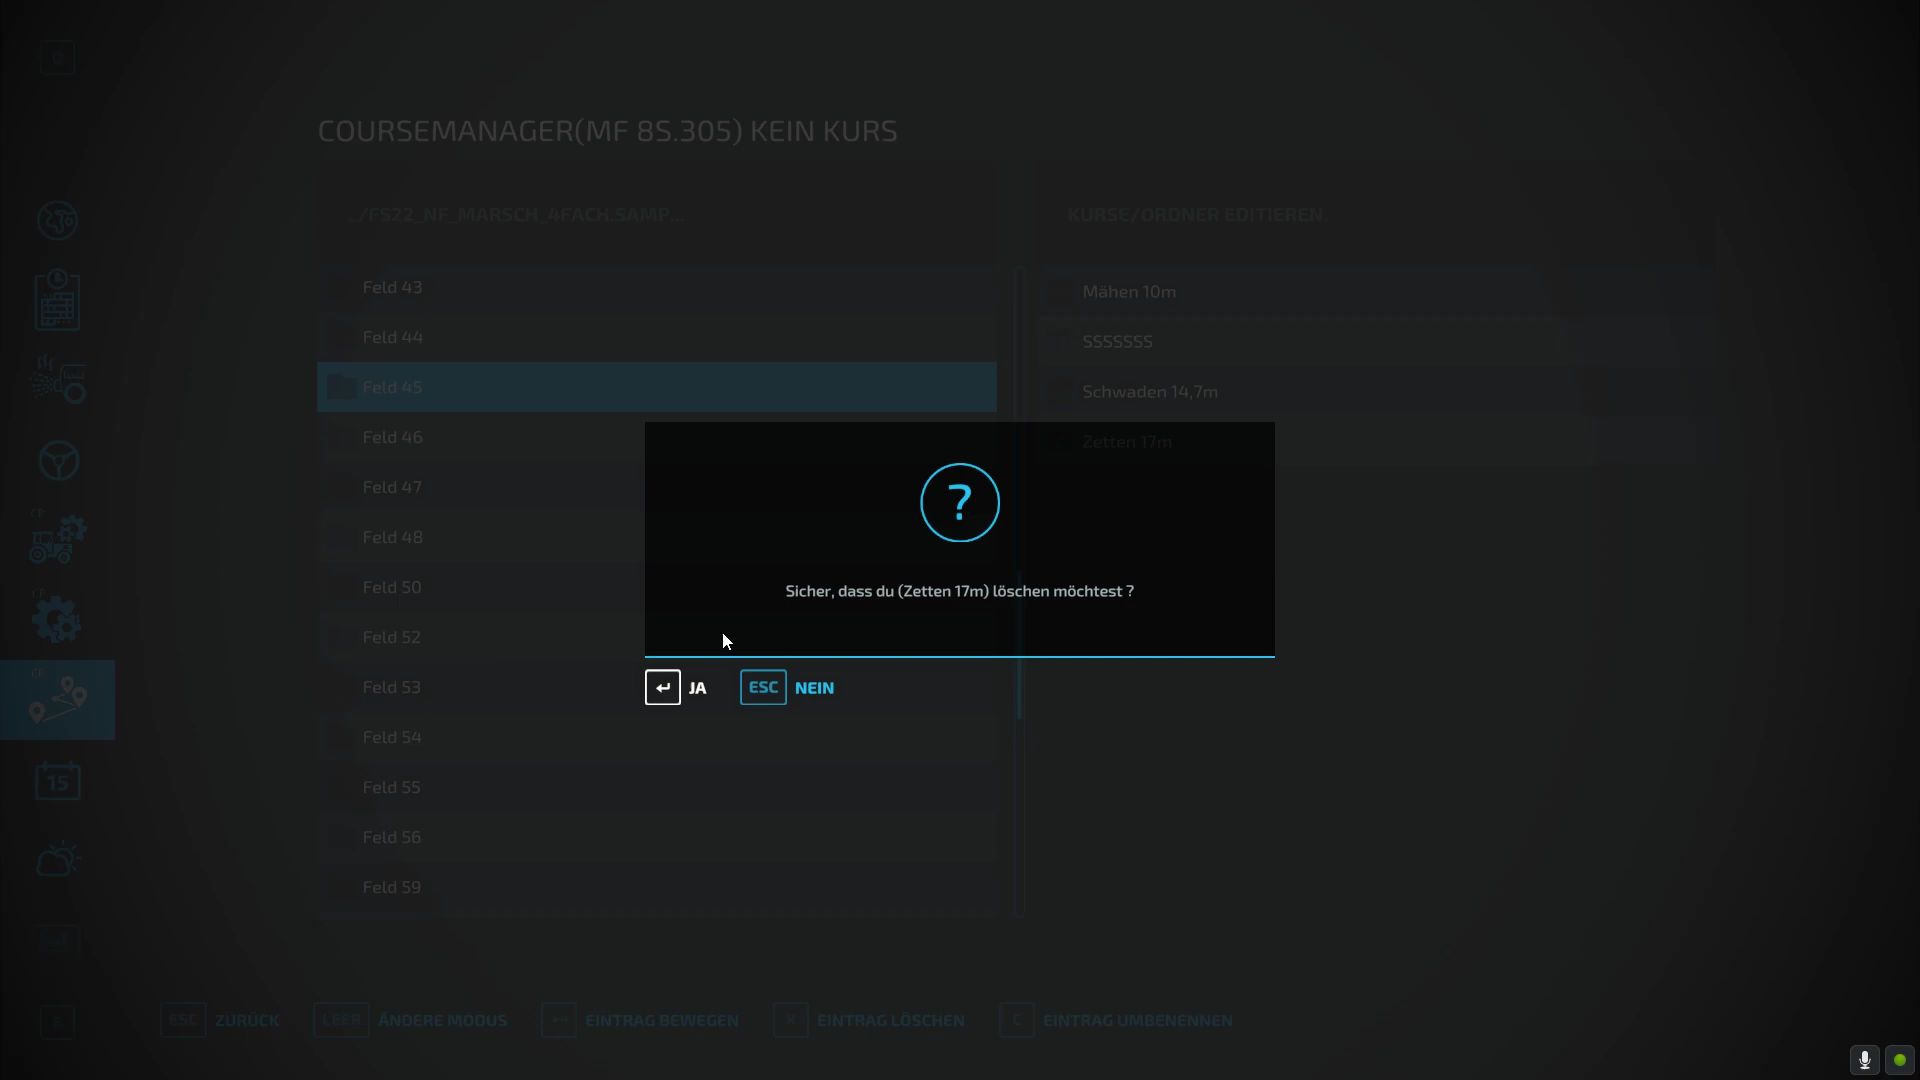 COURSEMANAGER(MF 8S.305) KEIN KURS
../FS22_NF_MARSCH_4FACH.SAMP...
KURSE/ORDNER EDITIEREN.
Feld 43
Feld 44
Feld 45
Feld 46
Feld 47
Feld 48
Feld 50
Feld 52
Feld 53
Feld 54
Feld 55
Feld 56
Feld 59
Mähen 10m
SSSSSSS
Schwaden 14,7m
Zetten 17m
?
Sicher, dass du (Zetten 17m) löschen möchtest ?
JA
ESC NEIN
CP
CP
CP
15
ESC ZURÜCK
LEER ÄNDERE MODUS
EINTRAG BEWEGEN
X EINTRAG LÖSCHEN
C EINTRAG UMBENENNEN